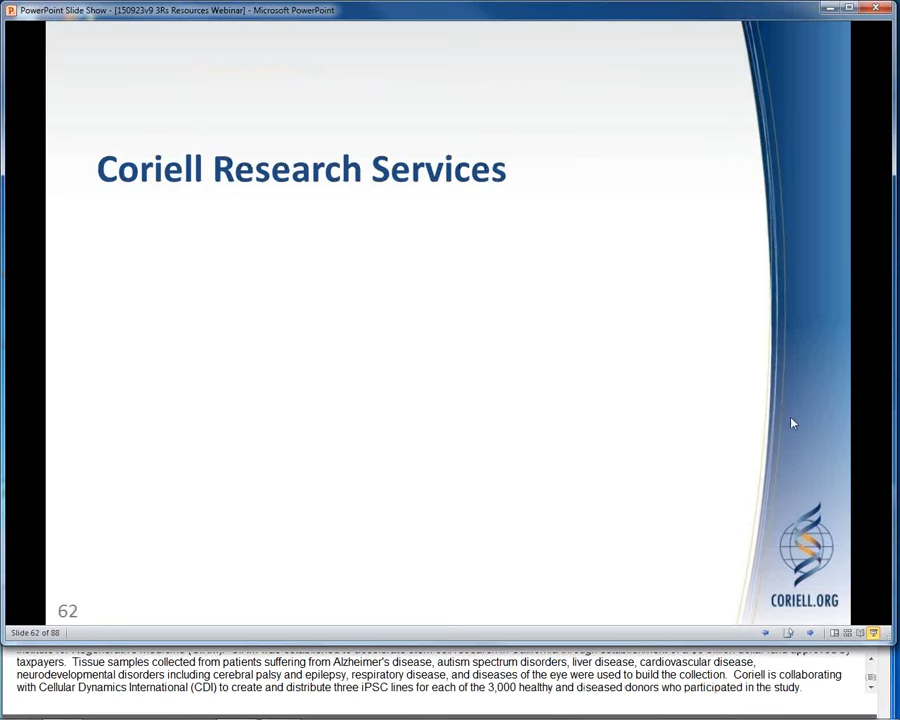 PowerPoint Slide Show - [150923v9 3Rs Resources Webinar] - Microsoft PowerPoint
Coriell Research Services
CORIELL.ORG
62
Slide 62 of 88
taxpayers. Tissue samples collected from patients suffering from Alzheimer's disease, autism spectrum disorders, liver disease, cardiovascular disease,
neurodevelopmental disorders including cerebral palsy and epilepsy, respiratory disease, and diseases of the eye were used to build the collection. Coriell is collaborating
with Cellular Dynamics International (CDI) to create and distribute three iPSC lines for each of the 3,000 healthy and diseased donors who participated in the study.